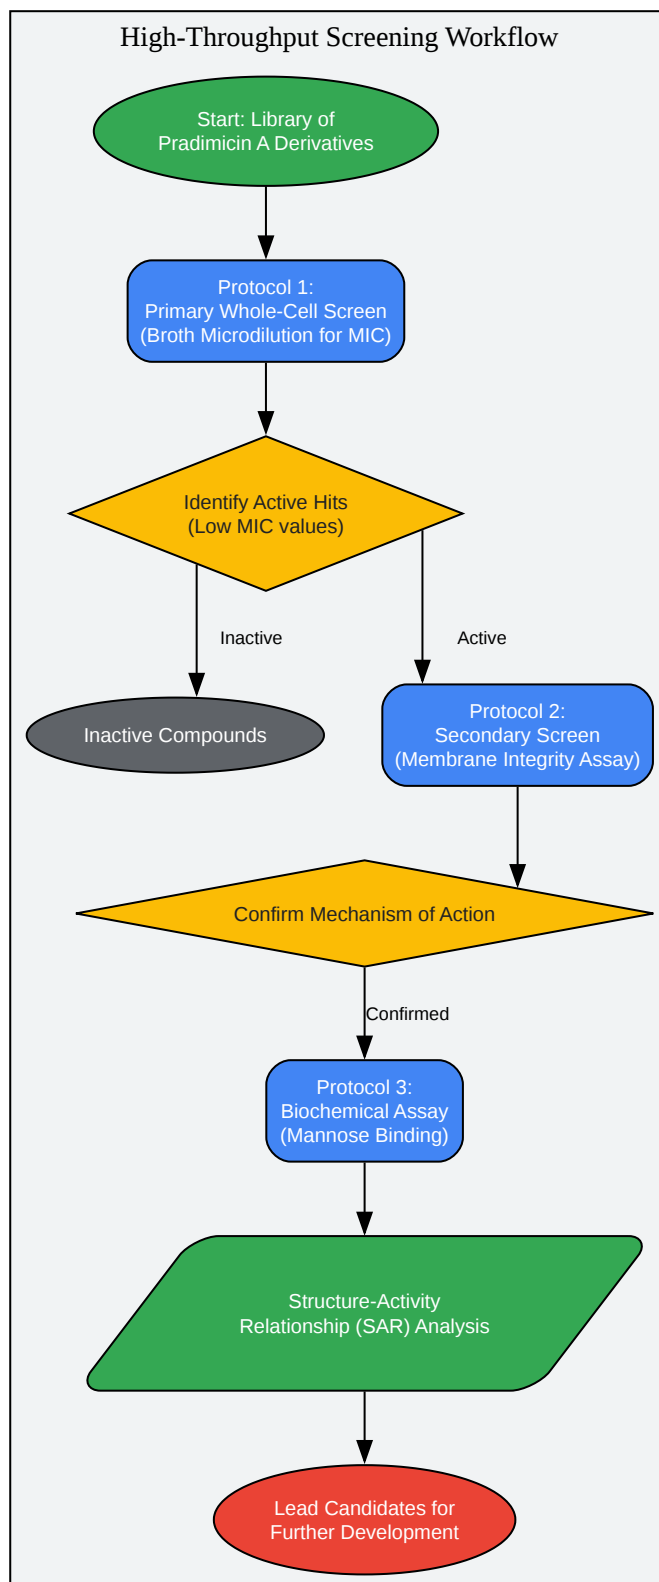 High-Throughput Screening Workflow
Start: Library of
Pradimicin A Derivatives
Protocol 1:
Primary Whole-Cell Screen
(Broth Microdilution for MIC)
Identify Active Hits
(Low MIC values)
Inactive
Active
Inactive Compounds
Protocol 2:
Secondary Screen
(Membrane Integrity Assay)
Confirm Mechanism of Action
Confirmed
Protocol 3:
Biochemical Assay
(Mannose Binding)
Structure-Activity
Relationship (SAR) Analysis
Lead Candidates for
Further Development